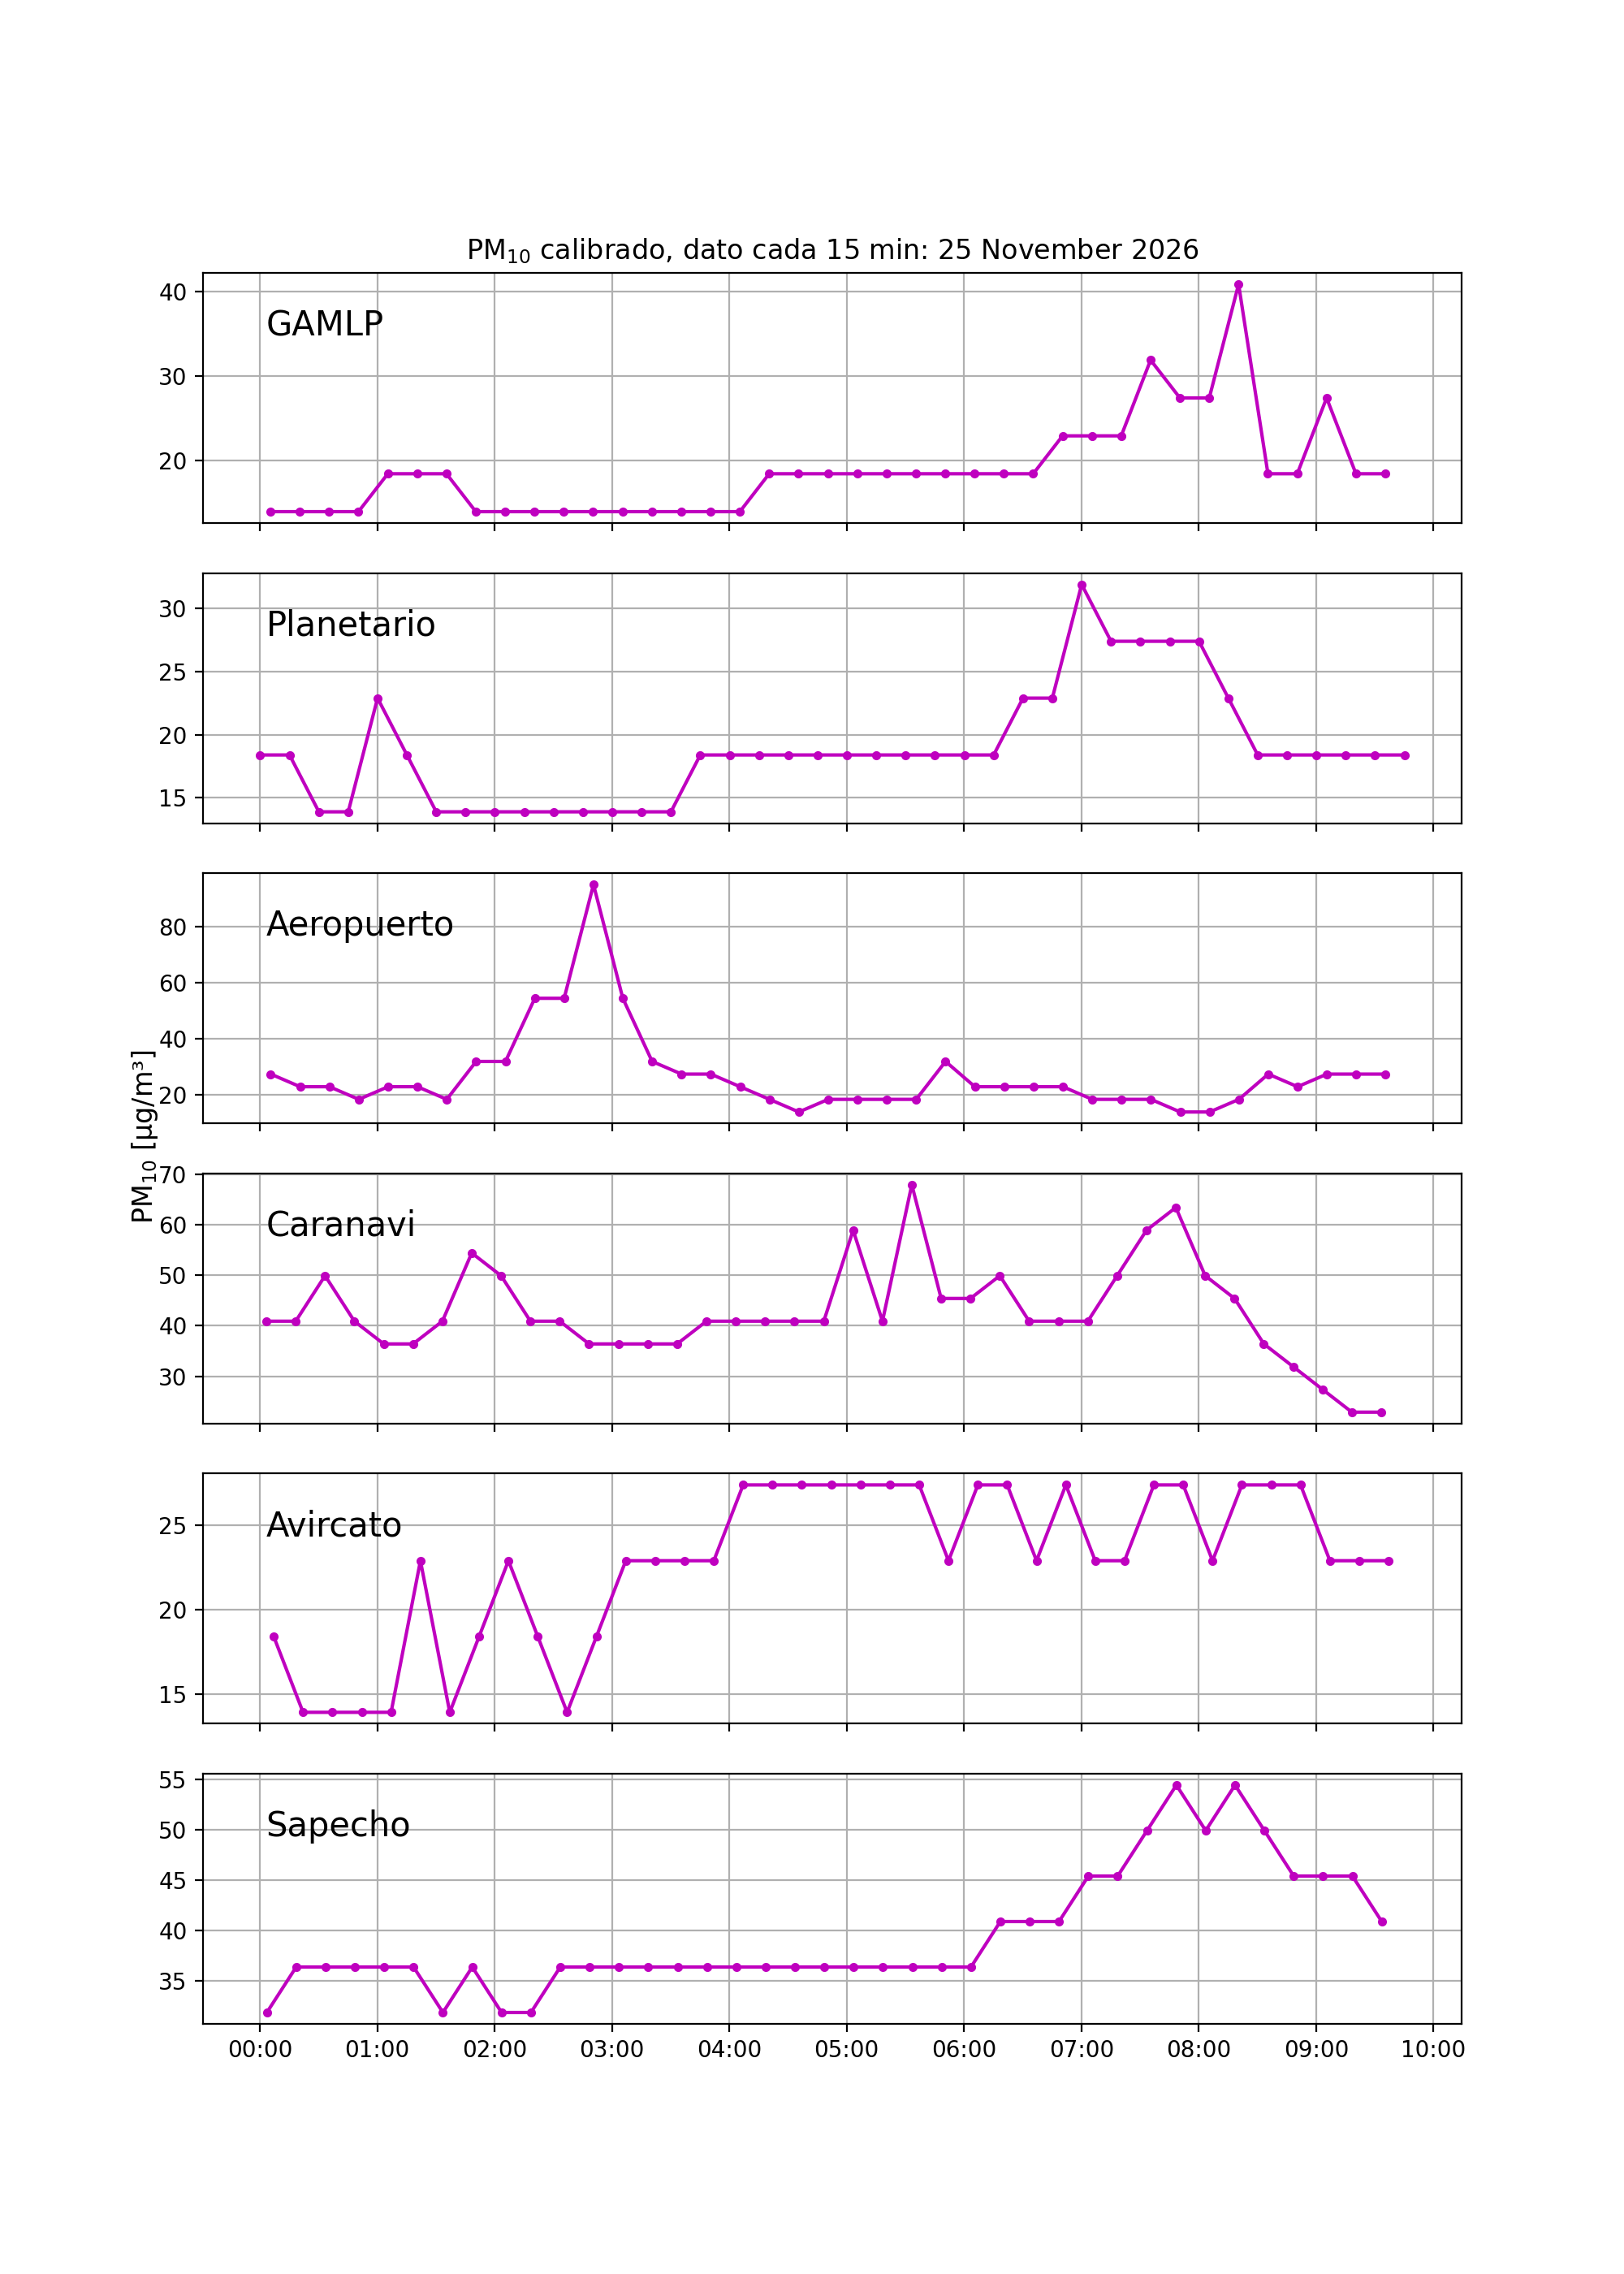 PM₁₀ calibrado, dato cada 15 min: 25 November 2026
40
GAMLP
30
20
30
Planetario
25
20
15
80
Aeropuerto
60
40
20
PM₁₀ [µg/m³]
70
60
Caranavi
50
40
30
25
Avircato
20
15
55
50
Sapecho
45
40
35
00:00 01:00 02:00 03:00 04:00 05:00 06:00 07:00 08:00 09:00 10:00